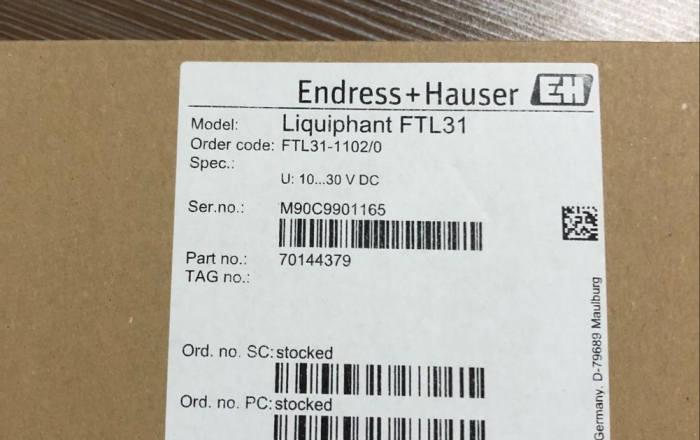 Endress+Hauser EH
Model: Liquiphant FTL31
Order code: FTL31-1102/0
Spec.:
U: 10...30 V DC
Ser.no.: M90C9901165
Part no.: 70144379
TAG no.:
Ord. no. SC: stocked
Ord. no. PC: stocked
Germany. D-79689 Maulburg